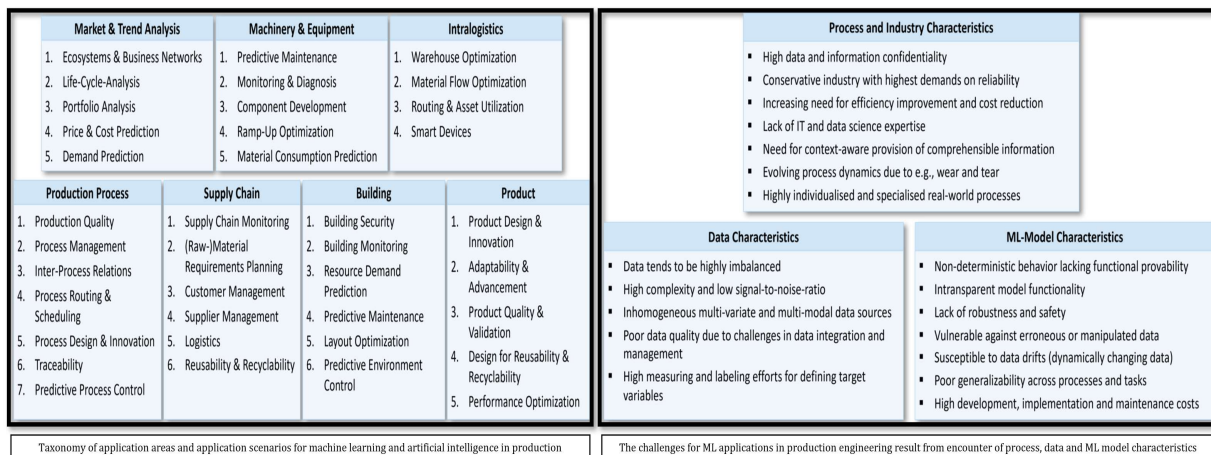 Market & Trend Analysis
1. Ecosystems & Business Networks
2. Life-Cycle-Analysis
3. Portfolio Analysis
4. Price & Cost Prediction
5. Demand Prediction
Machinery & Equipment
1. Predictive Maintenance
2. Monitoring & Diagnosis
3. Component Development
4. Ramp-Up Optimization
5. Material Consumption Prediction
Intralogistics
1. Warehouse Optimization
2. Material Flow Optimization
3. Routing & Asset Utilization
4. Smart Devices
Production Process
1. Production Quality
2. Process Management
3. Inter-Process Relations
4. Process Routing &
Scheduling
5. Process Design & Innovation
6. Traceability
7. Predictive Process Control
Supply Chain
1. Supply Chain Monitoring
2. (Raw-)Material
Requirements Planning
3. Customer Management
4. Supplier Management
5. Logistics
6. Reusability & Recyclability
Building
1. Building Security
2. Building Monitoring
3. Resource Demand
Prediction
4. Predictive Maintenance
5. Layout Optimization
6. Predictive Environment
Control
Product
1. Product Design &
Innovation
2. Adaptability &
Advancement
3. Product Quality &
Validation
4. Design for Reusability &
Recyclability
5. Performance Optimization
Taxonomy of application areas and application scenarios for machine learning and artificial intelligence in production
Process and Industry Characteristics
▪ High data and information confidentiality
▪ Conservative industry with highest demands on reliability
▪ Increasing need for efficiency improvement and cost reduction
▪ Lack of IT and data science expertise
▪ Need for context-aware provision of comprehensible information
▪ Evolving process dynamics due to e.g., wear and tear
▪ Highly individualised and specialised real-world processes
Data Characteristics
▪ Data tends to be highly imbalanced
▪ High complexity and low signal-to-noise-ratio
▪ Inhomogeneous multi-variate and multi-modal data sources
▪ Poor data quality due to challenges in data integration and
management
▪ High measuring and labeling efforts for defining target
variables
ML-Model Characteristics
▪ Non-deterministic behavior lacking functional provability
▪ Intransparent model functionality
▪ Lack of robustness and safety
▪ Vulnerable against erroneous or manipulated data
▪ Susceptible to data drifts (dynamically changing data)
▪ Poor generalizability across processes and tasks
▪ High development, implementation and maintenance costs
The challenges for ML applications in production engineering result from encounter of process, data and ML model characteristics